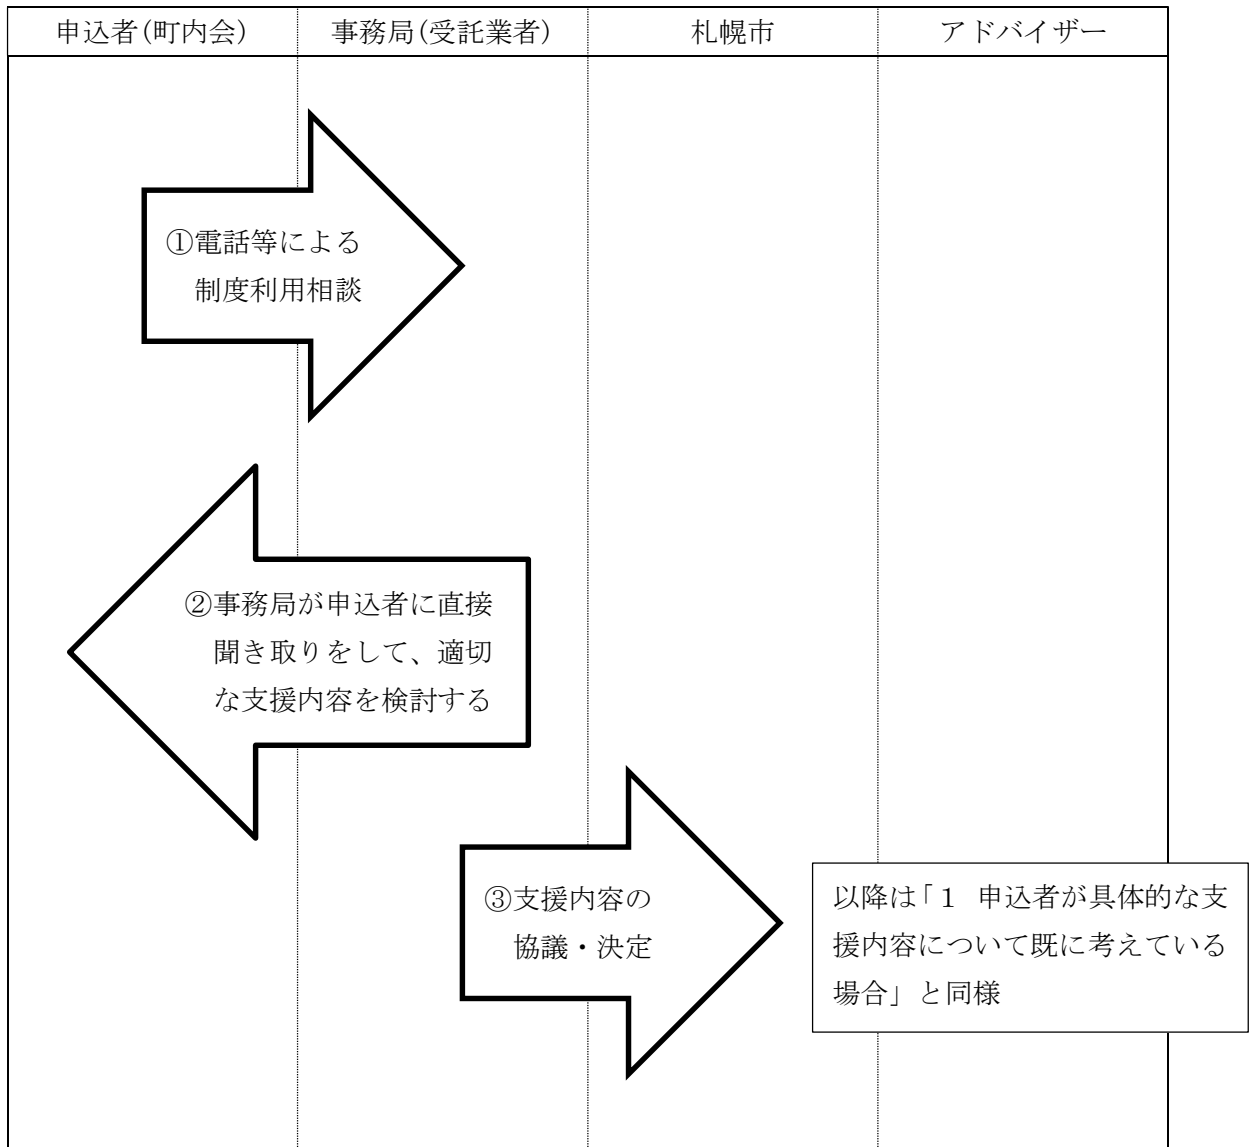 申込者(町内会)
事務局(受託業者)
札幌市
アドバイザー
①電話等による
制度利用相談
②事務局が申込者に直接
聞き取りをして、適切
な支援内容を検討する
③支援内容の
協議・決定
以降は「1 申込者が具体的な支
援内容について既に考えている
場合」と同様